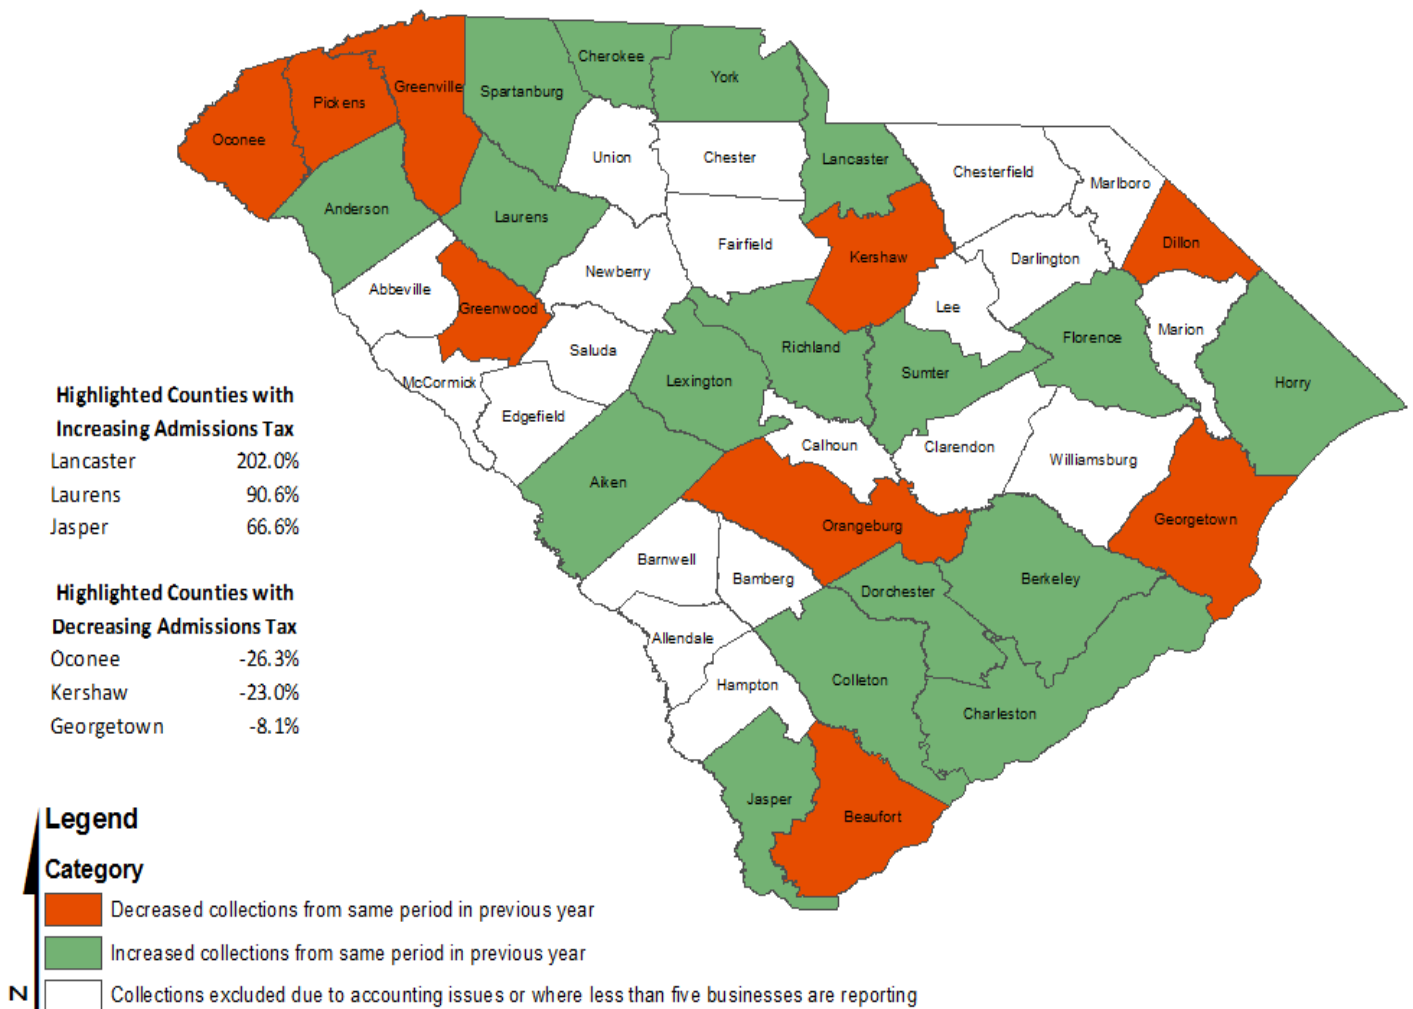 Cherokee
York
Greenville
Spartanburg
Pickens
Oconee
Union
Chester
Lancaster
Chesterfield
Marlboro
Anderson
Laurens
Fairfield
Kershaw
Darlington
Dillon
Newberry
Abbeville
Greenwood
Lee
Marion
Florence
Richland
Saluda
Sumter
Horry
Lexington
McCormick
Edgefield
Calhoun
Clarendon
Williamsburg
Aiken
Orangeburg
Georgetown
Barnwell
Bamberg
Berkeley
Dorchester
Allendale
Hampton
Colleton
Charleston
Jasper
Beaufort
Highlighted Counties with
Increasing Admissions Tax
Lancaster 202.0%
Laurens 90.6%
Jasper 66.6%
Highlighted Counties with
Decreasing Admissions Tax
Oconee -26.3%
Kershaw -23.0%
Georgetown -8.1%
Legend
Category
Decreased collections from same period in previous year
Increased collections from same period in previous year
Collections excluded due to accounting issues or where less than five businesses are reporting
N